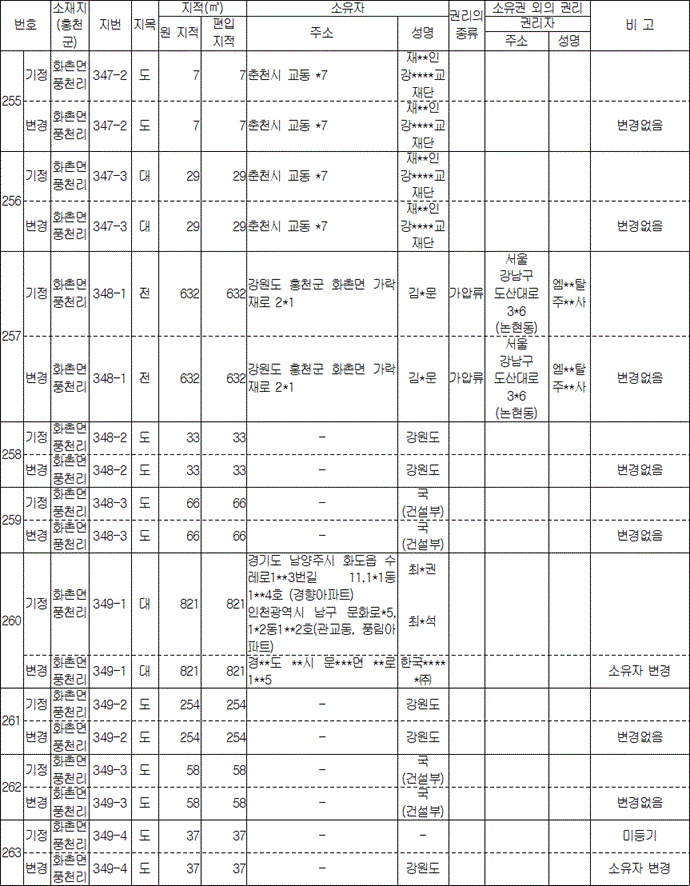 번호 소재지(홍천군) 지번 지목 지적(㎡) 원 지적 편입 지적 소유자 주소 성명 권리의 종류 소유권 외의 권리 권리자 주소 성명 비 고
255 기정 화촌면 풍천리 347-2 도 7 7 춘천시 교동 *7 재**인 강****교 재단
변경 화촌면 풍천리 347-2 도 7 7 춘천시 교동 *7 재**인 강****교 재단 변경없음
256 기정 화촌면 풍천리 347-3 대 29 29 춘천시 교동 *7 재**인 강****교 재단
변경 화촌면 풍천리 347-3 대 29 29 춘천시 교동 *7 재**인 강****교 재단 변경없음
257 기정 화촌면 풍천리 348-1 전 632 632 강원도 홍천군 화촌면 가락재로 2*1 김*문 가압류 서울 강남구 도산대로 3*6 (논현동) 엠**탈 주**사
변경 화촌면 풍천리 348-1 전 632 632 강원도 홍천군 화촌면 가락재로 2*1 김*문 가압류 서울 강남구 도산대로 3*6 (논현동) 엠**탈 주**사 변경없음
258 기정 화촌면 풍천리 348-2 도 33 33 - 강원도
변경 화촌면 풍천리 348-2 도 33 33 - 강원도 변경없음
259 기정 화촌면 풍천리 348-3 도 66 66 - 국 (건설부)
변경 화촌면 풍천리 348-3 도 66 66 - 국 (건설부) 변경없음
260 기정 화촌면 풍천리 349-1 대 821 821 경기도 남양주시 화도읍 수레로1**3번길 11,1*1동 1**4호 (경향아파트) 최*권
인천광역시 남구 문화로*5, 1*2동1**2호(관교동, 풍림아파트) 최*석
변경 화촌면 풍천리 349-1 대 821 821 경**도 **시 문***면 **로 1**5 한국*****㈜ 소유자 변경
261 기정 화촌면 풍천리 349-2 도 254 254 - 강원도
변경 화촌면 풍천리 349-2 도 254 254 - 강원도 변경없음
262 기정 화촌면 풍천리 349-3 도 58 58 - 국 (건설부)
변경 화촌면 풍천리 349-3 도 58 58 - 국 (건설부) 변경없음
263 기정 화촌면 풍천리 349-4 도 37 37 - - 미등기
변경 화촌면 풍천리 349-4 도 37 37 - 강원도 소유자 변경